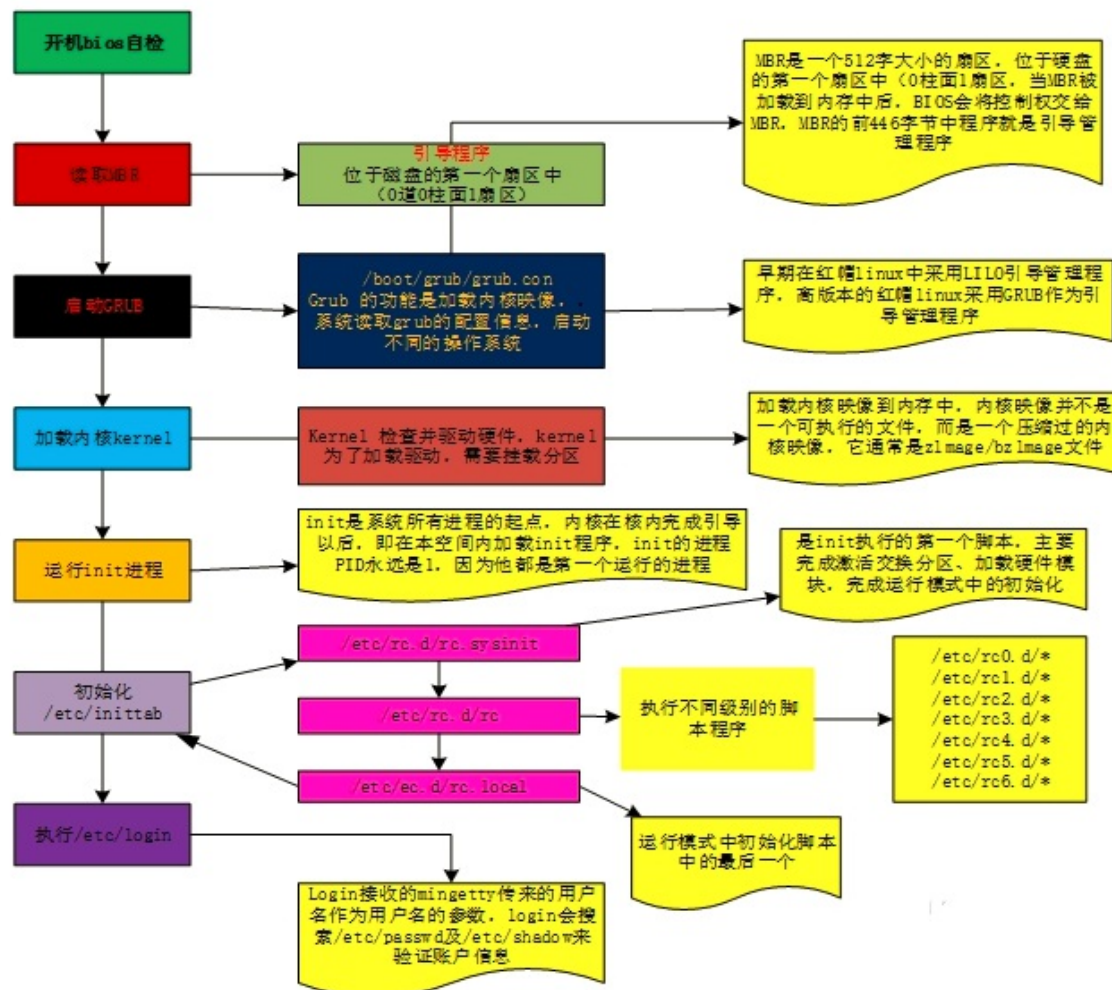 开机bios自检
MBR是一个512字大小的扇区，位于硬盘
的第一个扇区中（0柱面1扇区，当MBR被
加载到内存中后，BIOS会将控制权交给
MBR，MBR的前446字节中程序就是引导管
理程序
读取MBR
引导程序
位于磁盘的第一个扇区中
（0道0柱面1扇区）
启动GRUB
/boot/grub/grub.con
Grub 的功能是加载内核映像，.
系统读取grub的配置信息，启动
不同的操作系统
早期在红帽linux中采用LILO引导管理程
序，高版本的红帽linux采用GRUB作为引
导管理程序
加载内核kernel
Kernel 检查并驱动硬件，kernel
为了加载驱动，需要挂载分区
加载内核映像到内存中，内核映像并不是
一个可执行的文件，而是一个压缩过的内
核映像，它通常是zlmage/bzlmage文件
运行init进程
init是系统所有进程的起点，内核在核内完成引导
以后，即在本空间内加载init程序，init的进程
PID永远是1，因为他都是第一个运行的进程
是init执行的第一个脚本，主要
完成激活交换分区、加载硬件模
块，完成运行模式中的初始化
初始化
/etc/inittab
/etc/rc.d/rc.sysinit
/etc/rc.d/rc
执行不同级别的脚
本程序
/etc/rc0.d/*
/etc/rc1.d/*
/etc/rc2.d/*
/etc/rc3.d/*
/etc/rc4.d/*
/etc/rc5.d/*
/etc/rc6.d/*
/etc/ec.d/rc.local
运行模式中初始化脚本
中的最后一个
执行/etc/login
Login接收的mingetty传来的用户
名作为用户名的参数，login会搜
素/etc/passwd及/etc/shadow来
验证账户信息